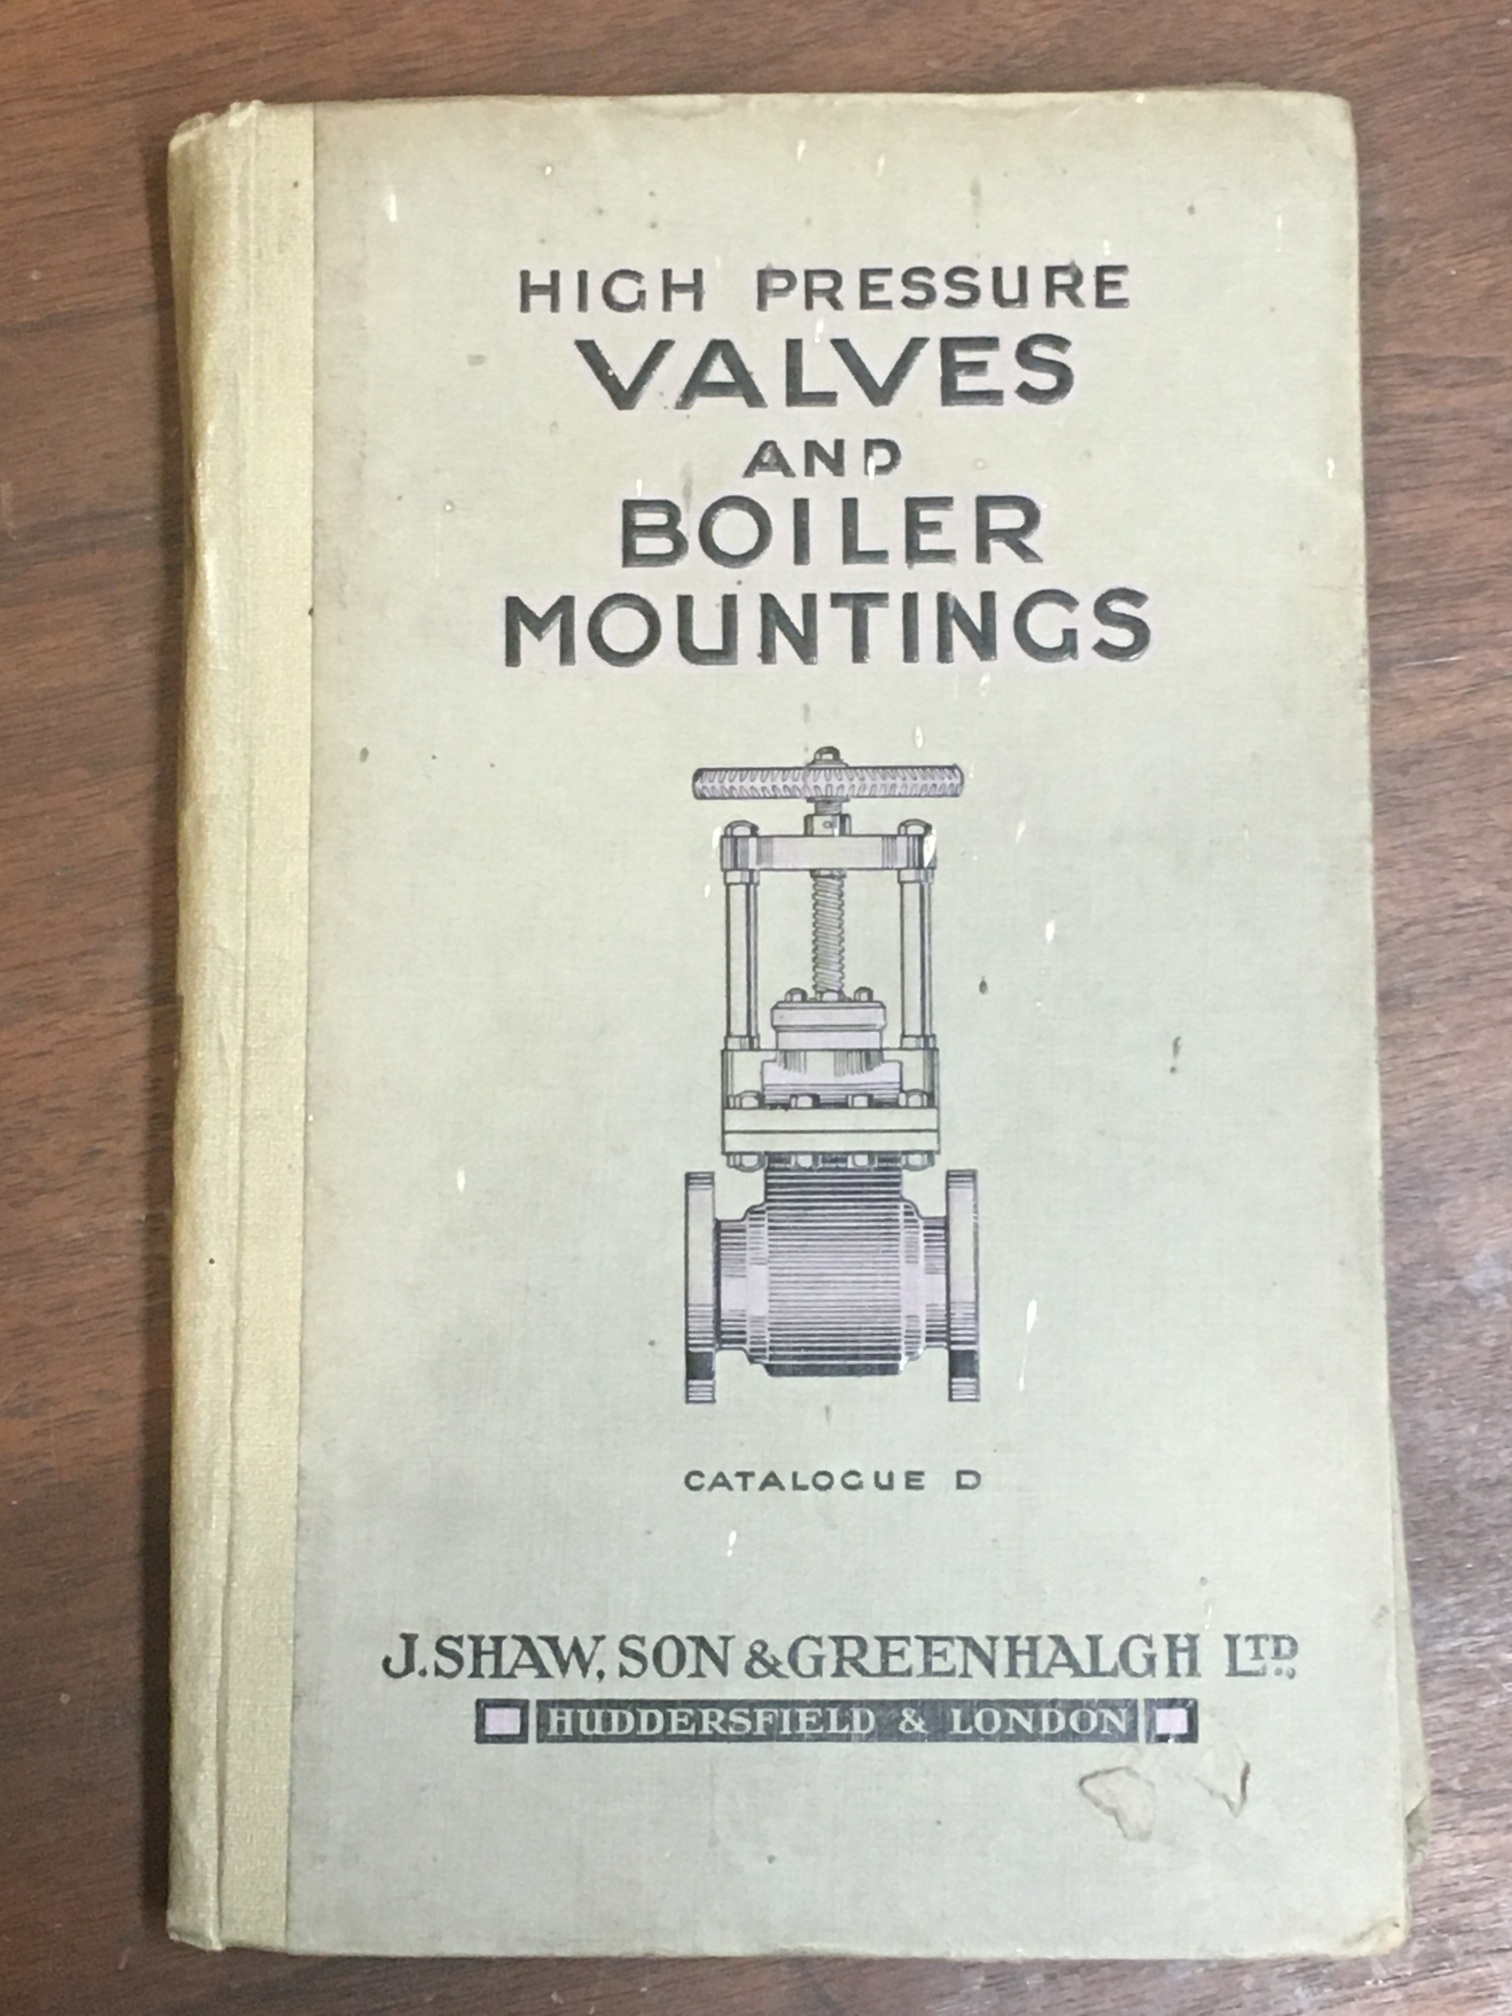 HIGH PRESSURE
VALVES
AND
BOILER
MOUNTINGS
CATALOGUE D
J. SHAW, SON & GREENHALGH LTD.
HUDDERSFIELD & LONDON